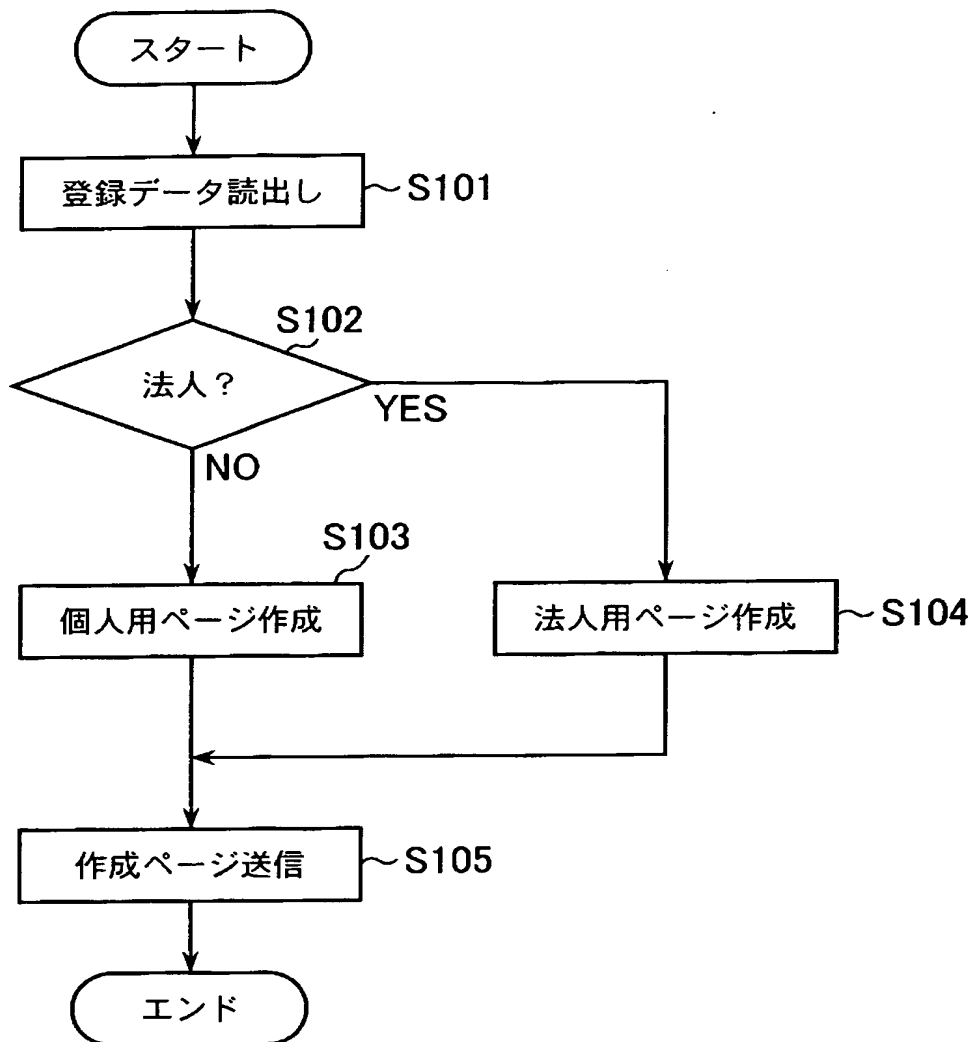 スタート
登録データ読出し
S101
S102
法人?
YES
NO
S103
個人用ページ作成
法人用ページ作成
S104
作成ページ送信
S105
エンド